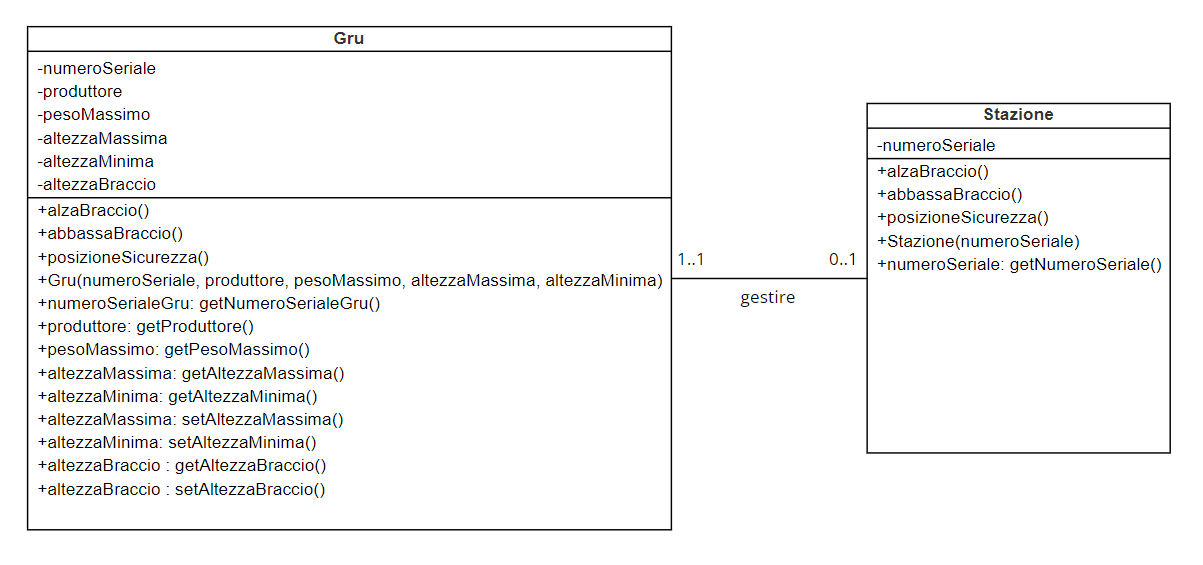 Gru
-numeroSeriale
-produttore
-pesoMassimo
-altezzaMassima
-altezzaMinima
-altezzaBraccio
+alzaBraccio()
+abbassaBraccio()
+posizioneSicurezza()
+Gru(numeroSeriale, produttore, pesoMassimo, altezzaMassima, altezzaMinima)
+numeroSerialeGru: getNumeroSerialeGru()
+produttore: getProduttore()
+pesoMassimo: getPesoMassimo()
+altezzaMassima: getAltezzaMassima()
+altezzaMinima: getAltezzaMinima()
+altezzaMassima: setAltezzaMassima()
+altezzaMinima: setAltezzaMinima()
+altezzaBraccio : getAltezzaBraccio()
+altezzaBraccio : setAltezzaBraccio()
1..1
0..1
gestire
Stazione
-numeroSeriale
+alzaBraccio()
+abbassaBraccio()
+posizioneSicurezza()
+Stazione(numeroSeriale)
+numeroSeriale: getNumeroSeriale()